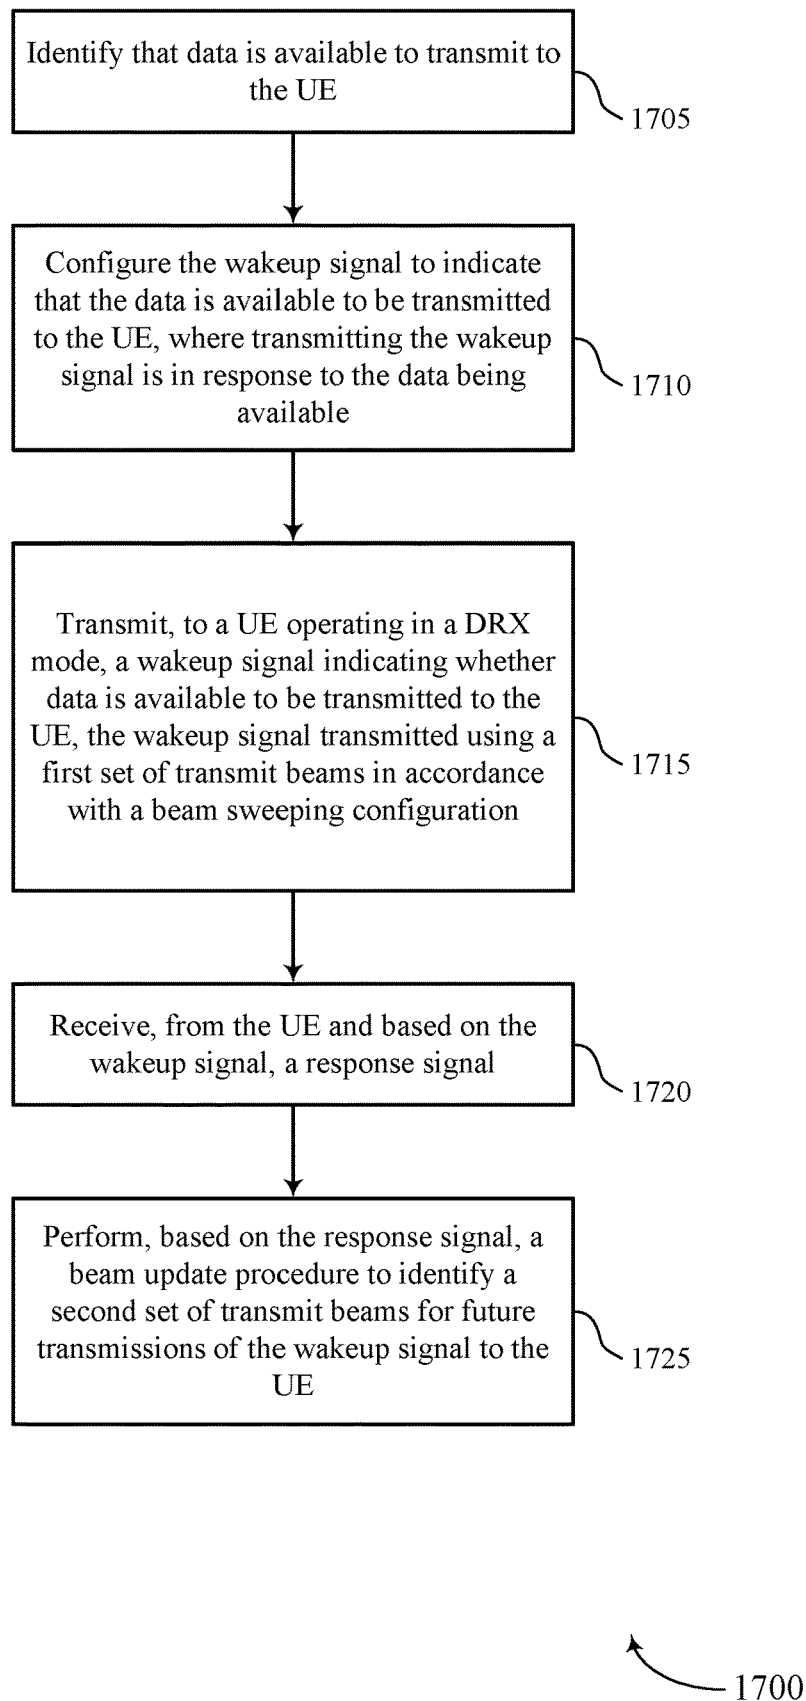 Identify that data is available to transmit to
the UE
1705
Configure the wakeup signal to indicate
that the data is available to be transmitted
to the UE, where transmitting the wakeup
signal is in response to the data being
available
1710
Transmit, to a UE operating in a DRX
mode, a wakeup signal indicating whether
data is available to be transmitted to the
UE, the wakeup signal transmitted using a
first set of transmit beams in accordance
with a beam sweeping configuration
1715
Receive, from the UE and based on the
wakeup signal, a response signal
1720
Perform, based on the response signal, a
beam update procedure to identify a
second set of transmit beams for future
transmissions of the wakeup signal to the
UE
1725
1700